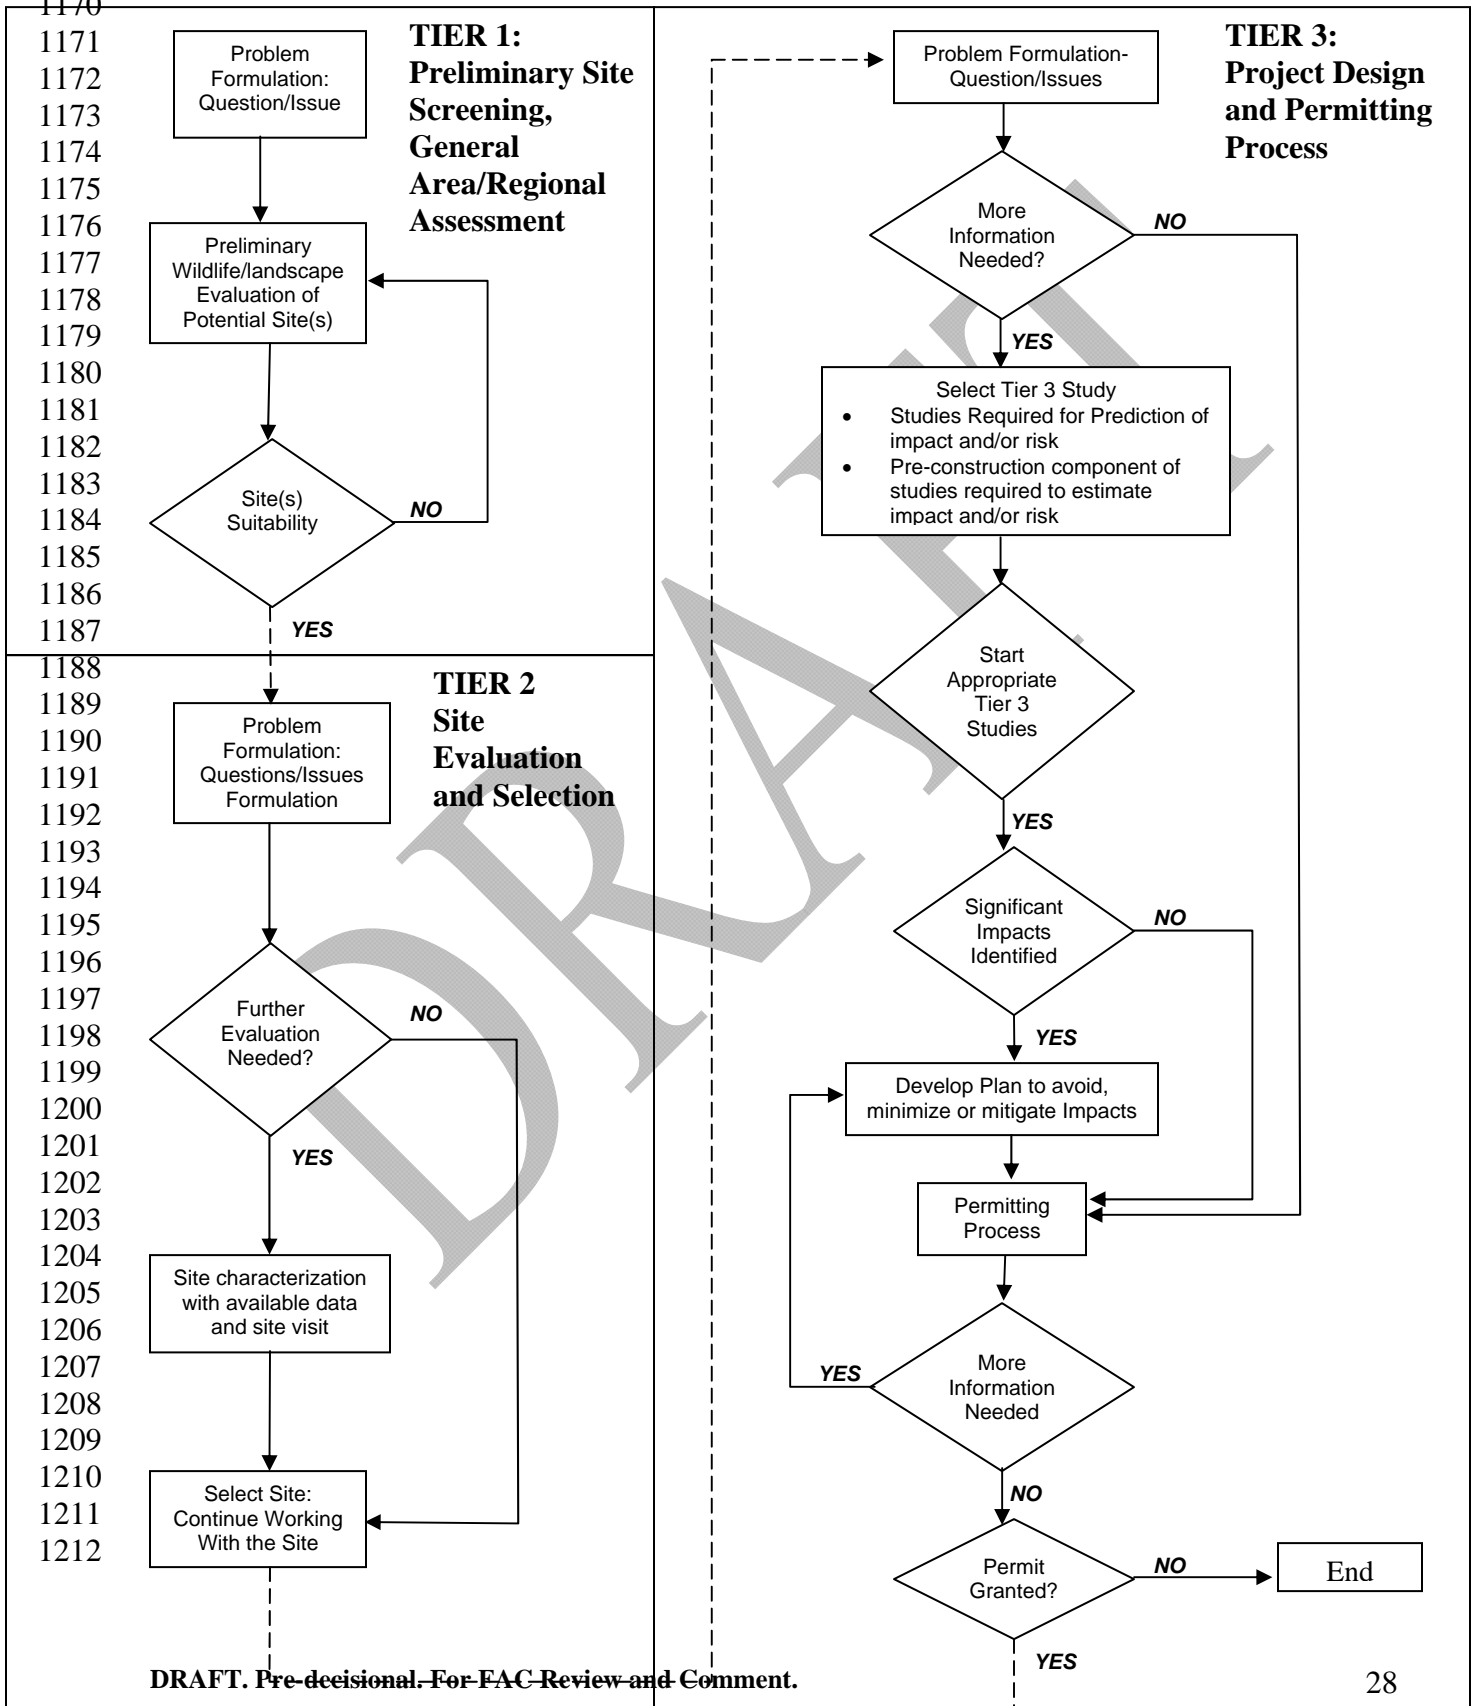 1170
1171
1172
1173
1174
1175
1176
1177
1178
1179
1180
1181
1182
1183
1184
1185
1186
1187
1188
1189
1190
1191
1192
1193
1194
1195
1196
1197
1198
1199
1200
1201
1202
1203
1204
1205
1206
1207
1208
1209
1210
1211
1212
TIER 1:
Preliminary Site
Screening,
General
Area/Regional
Assessment
Problem
Formulation:
Question/Issue
Preliminary
Wildlife/landscape
Evaluation of
Potential Site(s)
Site(s)
Suitability
NO
YES
TIER 2
Site
Evaluation
and Selection
Problem
Formulation:
Questions/Issues
Formulation
Further
Evaluation
Needed?
NO
YES
Site characterization
with available data
and site visit
Select Site:
Continue Working
With the Site
TIER 3:
Project Design
and Permitting
Process
Problem Formulation-
Question/Issues
More
Information
Needed?
NO
YES
Select Tier 3 Study
• Studies Required for Prediction of
impact and/or risk
• Pre-construction component of
studies required to estimate
impact and/or risk
Start
Appropriate
Tier 3
Studies
YES
Significant
Impacts
Identified
NO
YES
Develop Plan to avoid,
minimize or mitigate Impacts
Permitting
Process
More
Information
Needed
YES
NO
Permit
Granted?
NO
End
YES
DRAFT
DRAFT. Pre-decisional. For FAC Review and Comment.
28